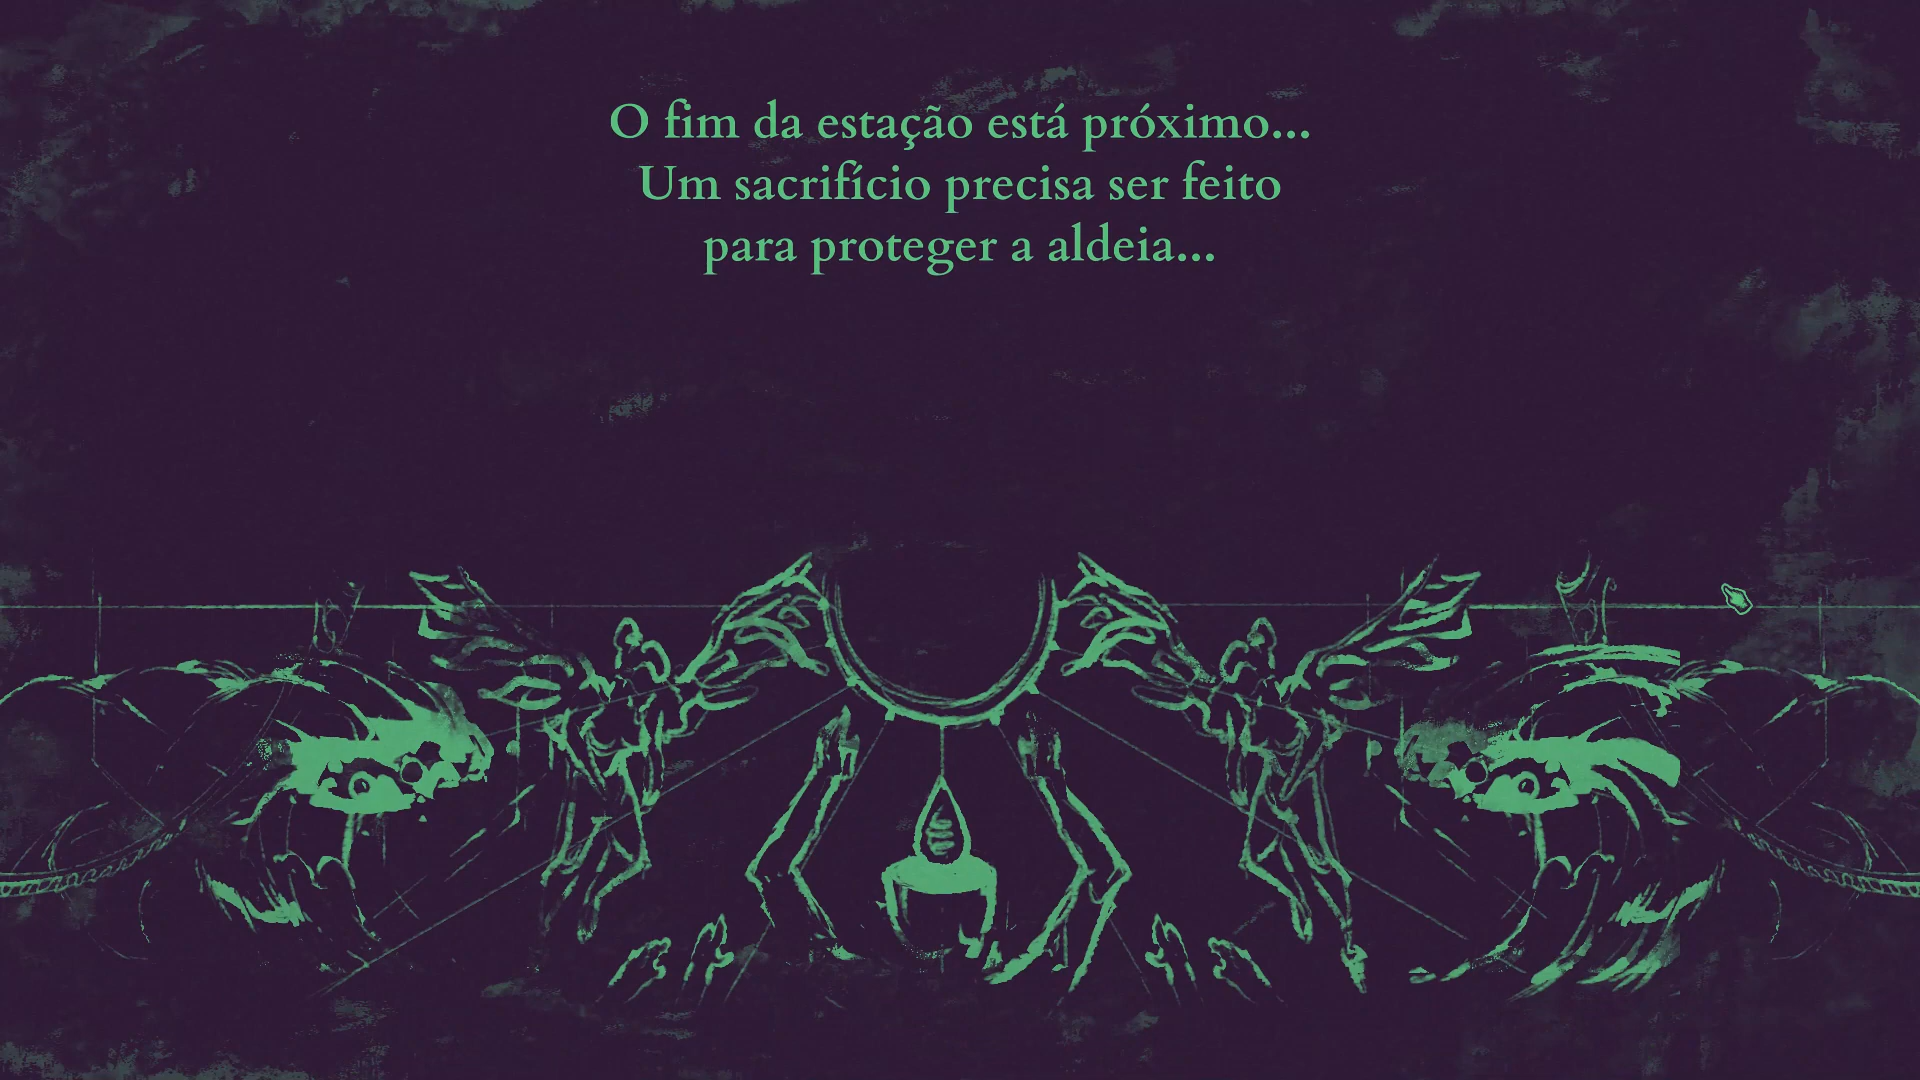 O fim da estação está próximo...
Um sacrifício precisa ser feito
para proteger a aldeia...